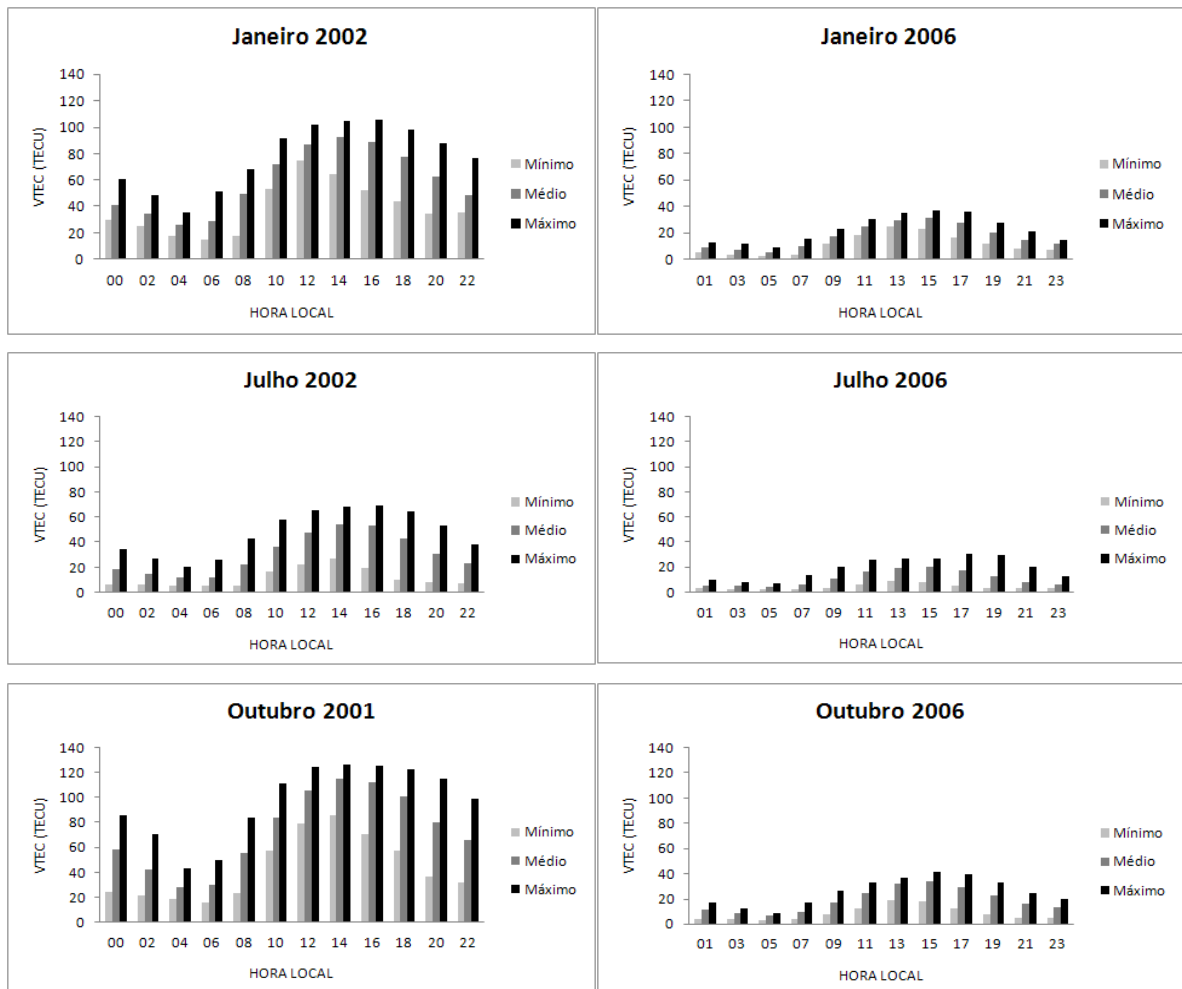 Janeiro 2002
VTEC (TECU)
140
120
100
80
60
40
20
0
00 02 04 06 08 10 12 14 16 18 20 22
HORA LOCAL
Mínimo
Médio
Máximo
Janeiro 2006
VTEC (TECU)
140
120
100
80
60
40
20
0
01 03 05 07 09 11 13 15 17 19 21 23
HORA LOCAL
Mínimo
Médio
Máximo
Julho 2002
VTEC (TECU)
140
120
100
80
60
40
20
0
00 02 04 06 08 10 12 14 16 18 20 22
HORA LOCAL
Mínimo
Médio
Máximo
Julho 2006
VTEC (TECU)
140
120
100
80
60
40
20
0
01 03 05 07 09 11 13 15 17 19 21 23
HORA LOCAL
Mínimo
Médio
Máximo
Outubro 2001
VTEC (TECU)
140
120
100
80
60
40
20
0
00 02 04 06 08 10 12 14 16 18 20 22
HORA LOCAL
Mínimo
Médio
Máximo
Outubro 2006
VTEC (TECU)
140
120
100
80
60
40
20
0
01 03 05 07 09 11 13 15 17 19 21 23
HORA LOCAL
Mínimo
Médio
Máximo